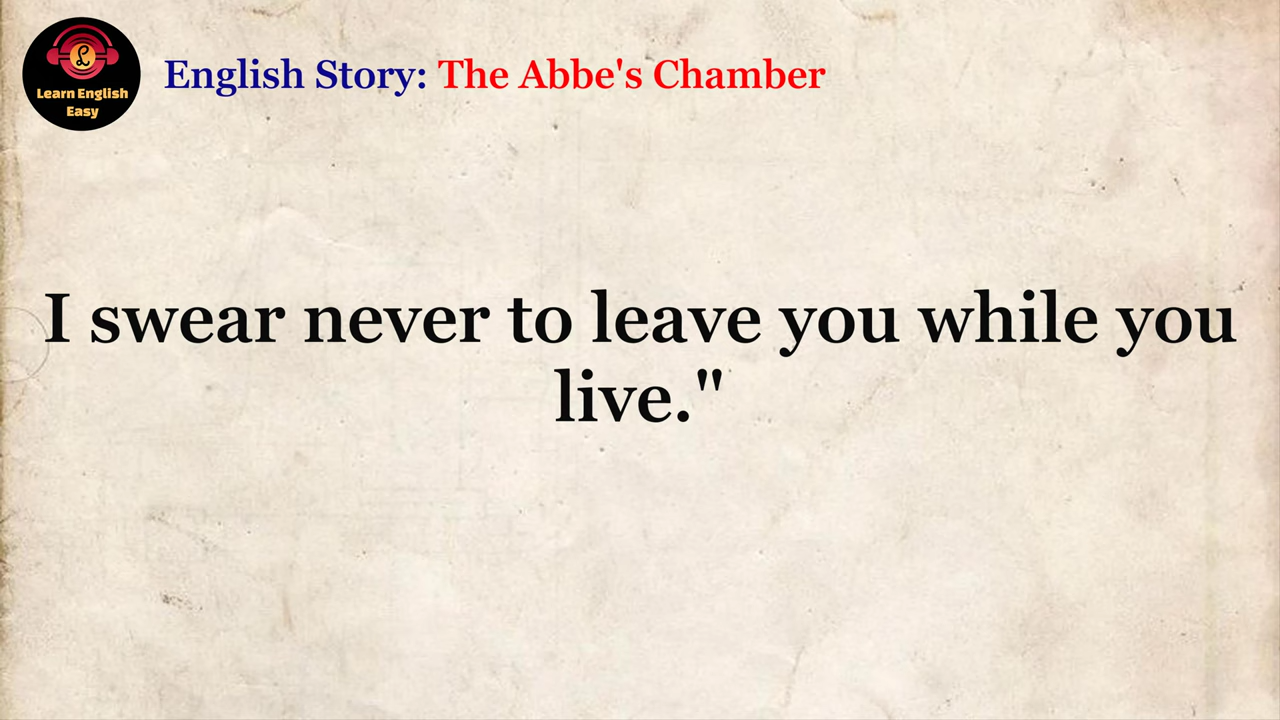 Learn English
Easy
English Story: The Abbe's Chamber
I swear never to leave you while you
live."